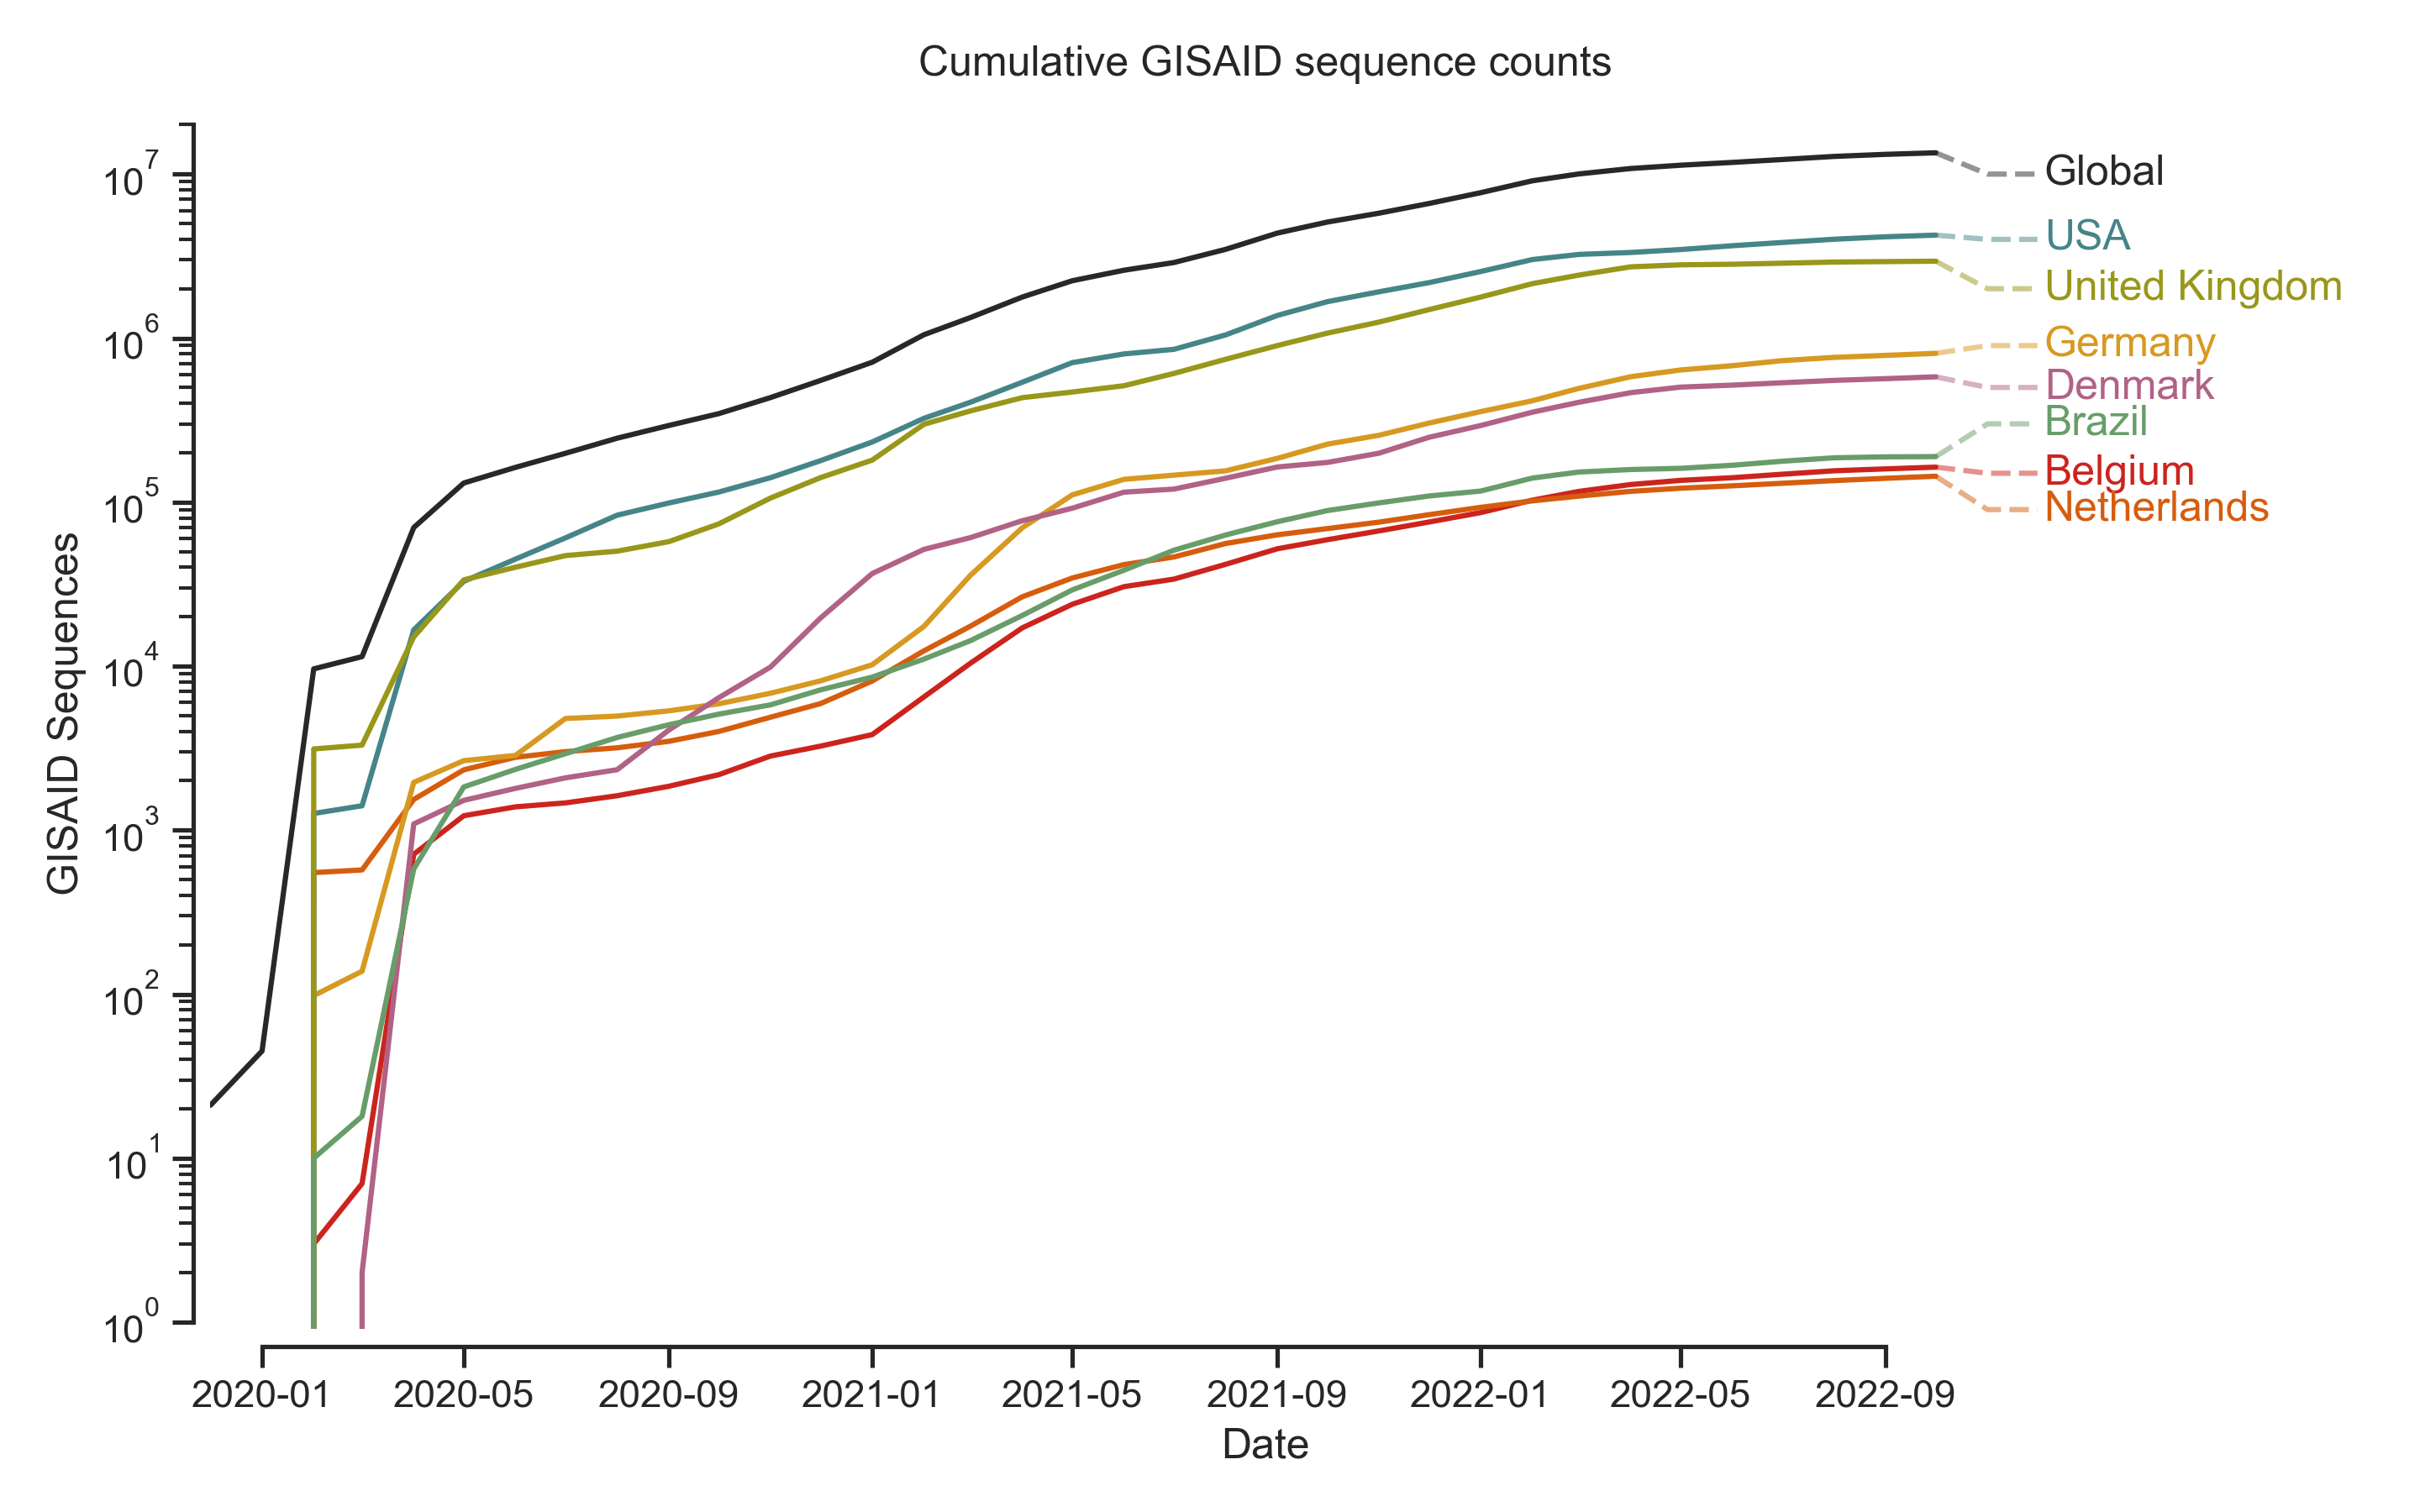 Cumulative GISAID sequence counts
10^7
10^6
10^5
10^4
10^3
10^2
10^1
10^0
GISAID Sequences
Global
USA
United Kingdom
Germany
Denmark
Brazil
Belgium
Netherlands
2020-01 2020-05 2020-09 2021-01 2021-05 2021-09 2022-01 2022-05 2022-09
Date